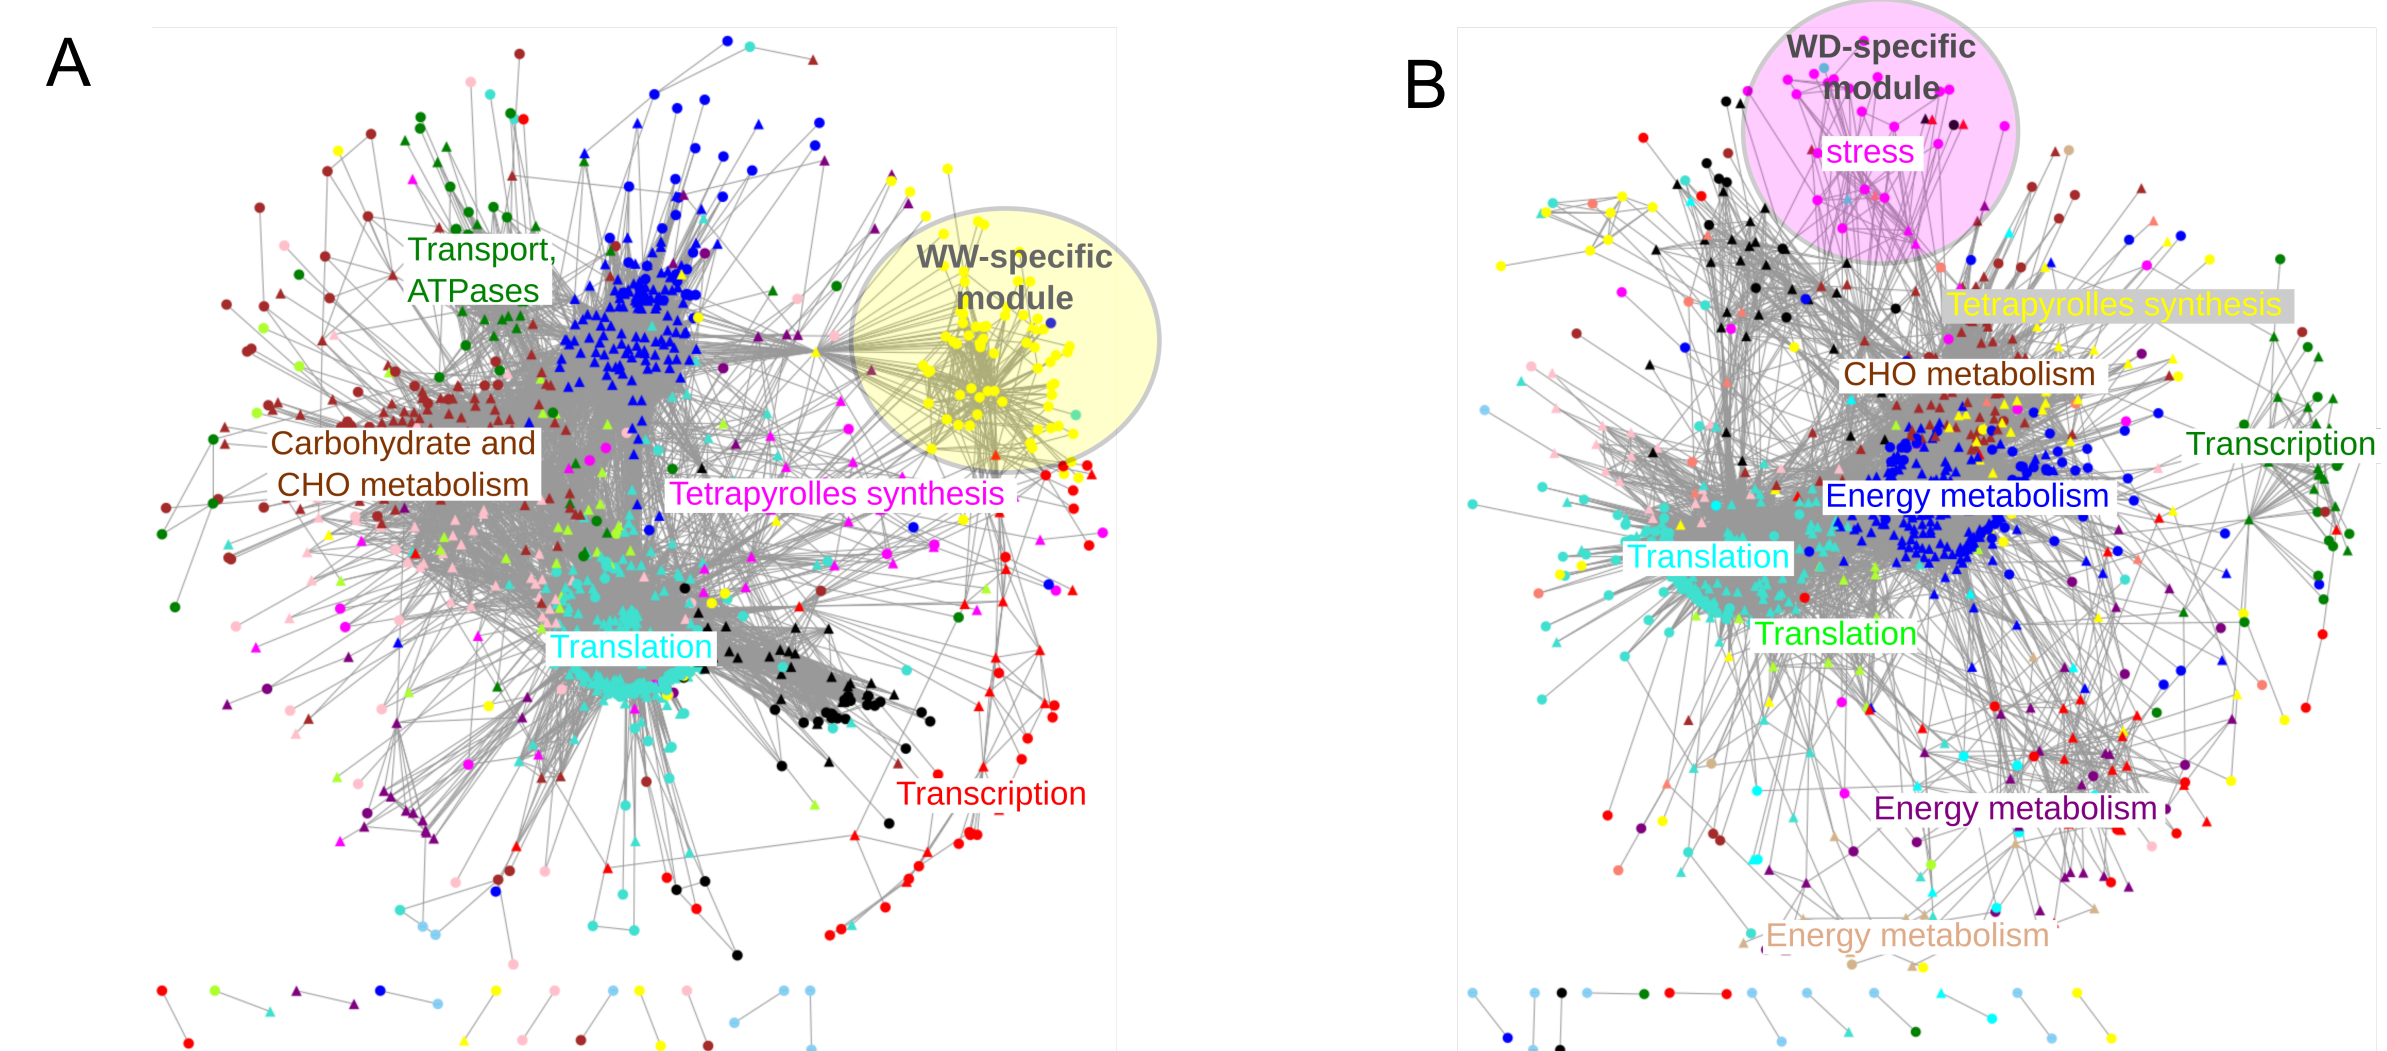 A
Transport,
ATPases
WW-specific
module
Carbohydrate and
CHO metabolism
Tetrapyrolles synthesis
Translation
Transcription
B
WD-specific
module
stress
Tetrapyrolles synthesis
CHO metabolism
Transcription
Energy metabolism
Translation
Translation
Energy metabolism
Energy metabolism